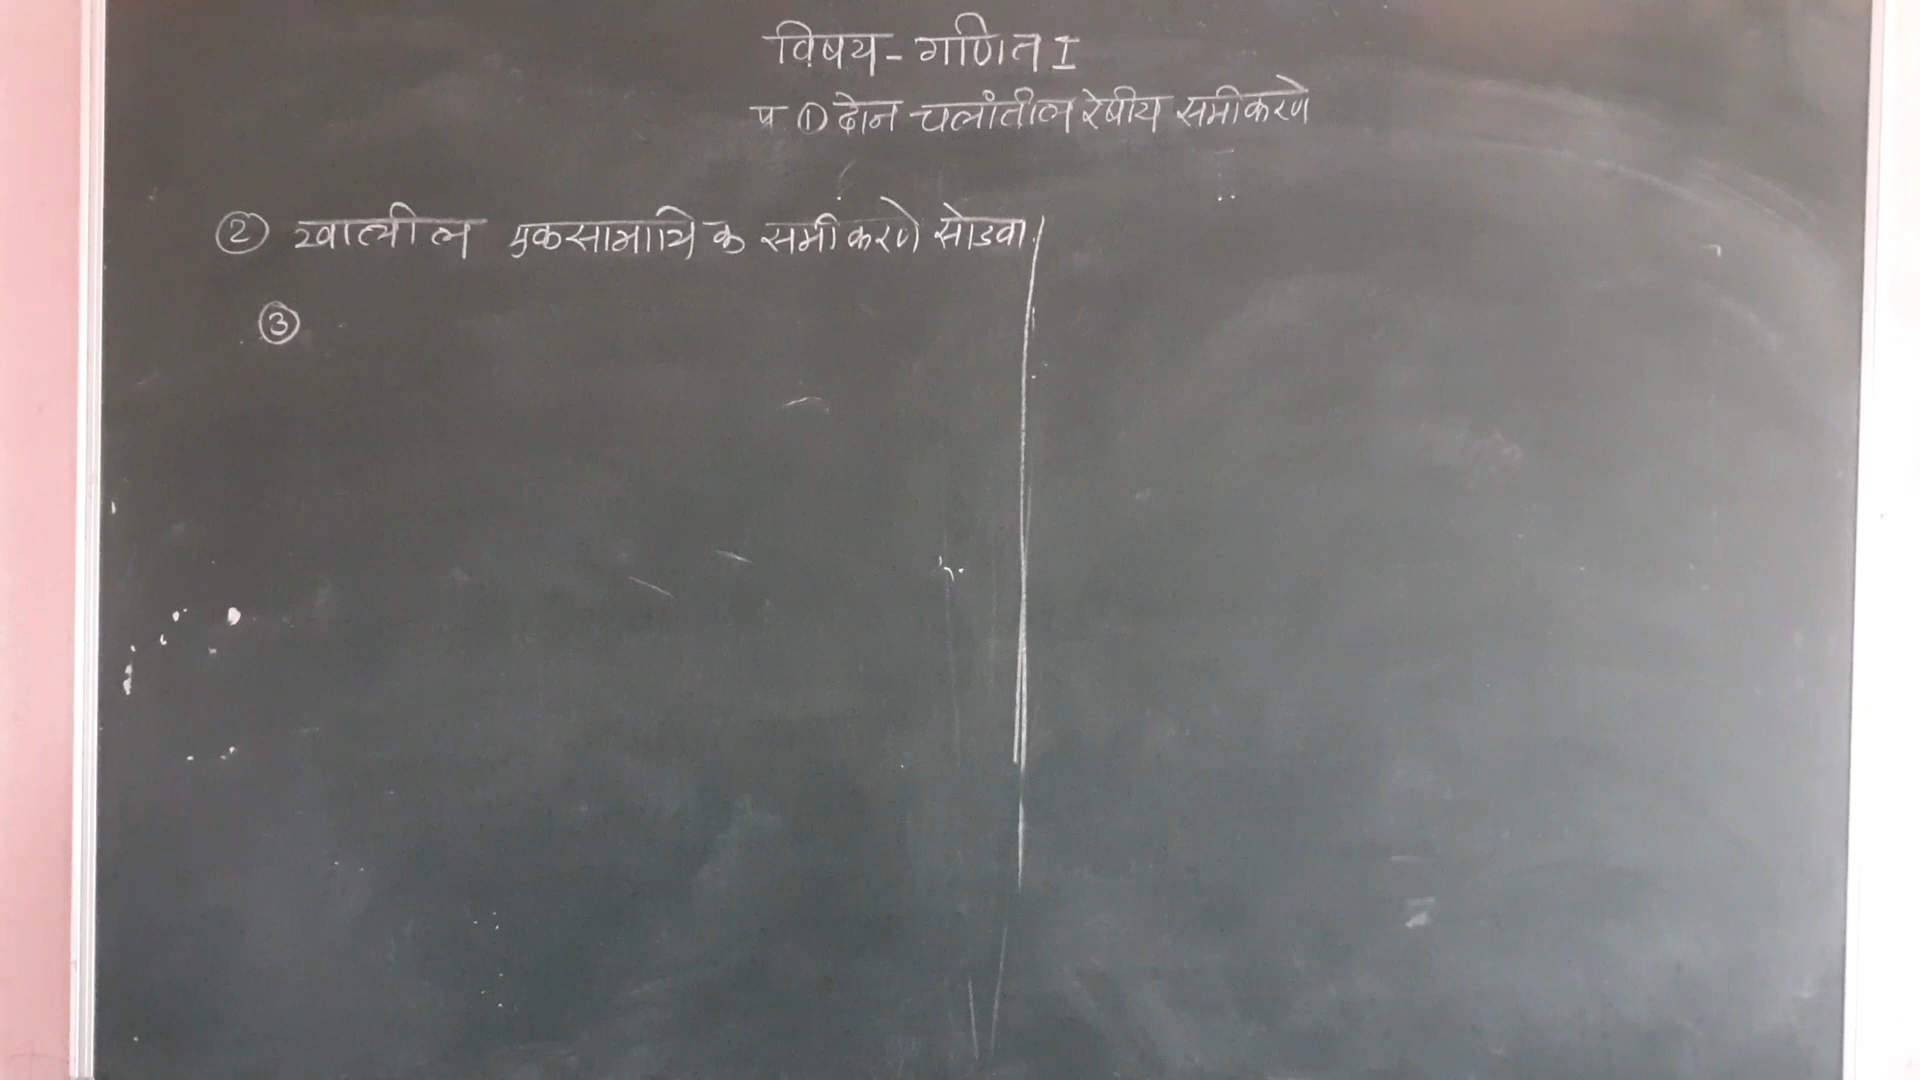 विषय - गणित I
प ① दोन चलांतील रेषीय समीकरणे
② खालील एकसामायिक समीकरणे सोडवा.
③